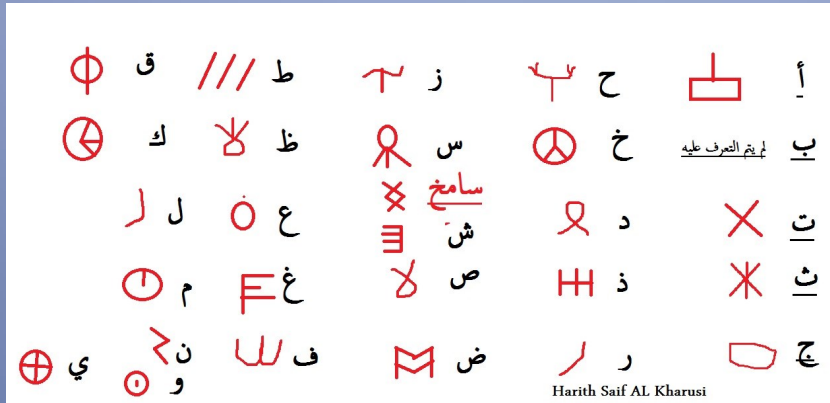 أ ح ز ط ق
ب لم يتم التعرف عليه خ س ظ ك
سامخ
ت د ش ع ل
ث ذ ص غ م
ج ر ض ف ن ي
و
Harith Saif AL Kharusi